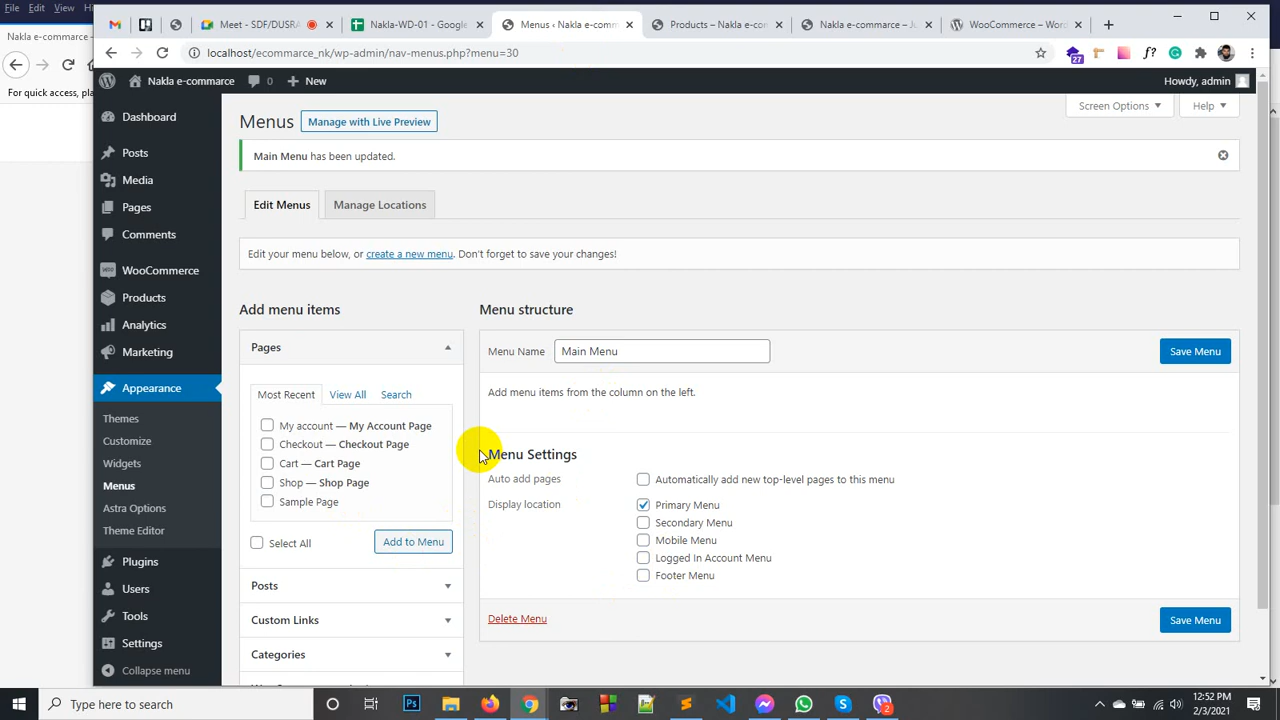 File Edit View
Meet - SDF/DUSRA
Nakla-WD-01 - Google
Menus ‹ Nakla e-comm
Products – Nakla e-com
Nakla e-commerce – Ju
WooCommerce – Word
Nakla e-commerce –
localhost/ecommerce_nk/wp-admin/nav-menus.php?menu=30
27
f?
For quick access, pla
Nakla e-commerce
0
New
Howdy, admin
Screen Options
Help
Dashboard
Posts
Media
Pages
Comments
WooCommerce
Products
Analytics
Marketing
Appearance
Themes
Customize
Widgets
Menus
Astra Options
Theme Editor
Plugins
Users
Tools
Settings
Collapse menu
Menus
Manage with Live Preview
Main Menu has been updated.
Edit Menus
Manage Locations
Edit your menu below, or create a new menu. Don't forget to save your changes!
Add menu items
Pages
Most Recent
View All
Search
My account — My Account Page
Checkout — Checkout Page
Cart — Cart Page
Shop — Shop Page
Sample Page
Select All
Add to Menu
Posts
Custom Links
Categories
Menu structure
Menu Name
Main Menu
Save Menu
Add menu items from the column on the left.
Menu Settings
Auto add pages
Automatically add new top-level pages to this menu
Display location
Primary Menu
Secondary Menu
Mobile Menu
Logged In Account Menu
Footer Menu
Delete Menu
Save Menu
Type here to search
Ps
2
12:52 PM
2/3/2021